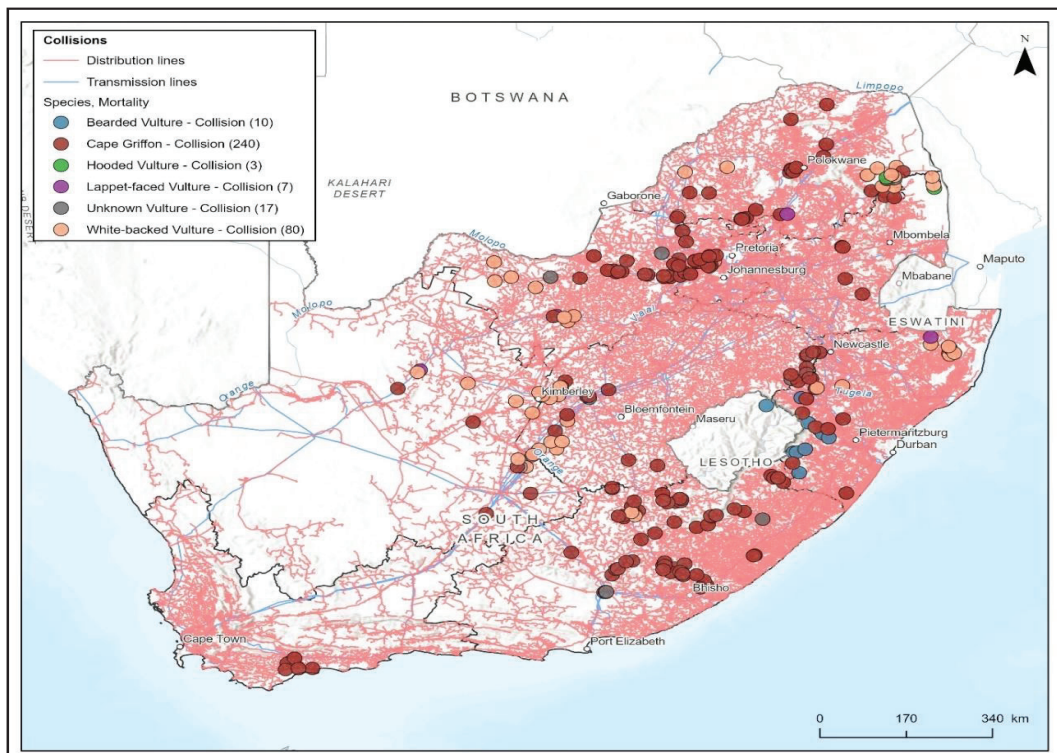 Collisions
Distribution lines
Transmission lines
Species, Mortality
Bearded Vulture - Collision (10)
Cape Griffon - Collision (240)
Hooded Vulture - Collision (3)
Lappet-faced Vulture - Collision (7)
Unknown Vulture - Collision (17)
White-backed Vulture - Collision (80)
N
BOTSWANA
Limpopo
KALAHARI
DESERT
Polokwane
Gaborone
Molopo
Mbombela
Pretoria
Maputo
Johannesburg
Mbabane
Molopo
Vaal
ESWATINI
Newcastle
Orange
Kimberley
Tugela
Bloemfontein
Maseru
Pietermaritzburg
Durban
Orange
LESOTHO
SOUTH
AFRICA
Bhisho
Cape Town
Port Elizabeth
0 170 340 km